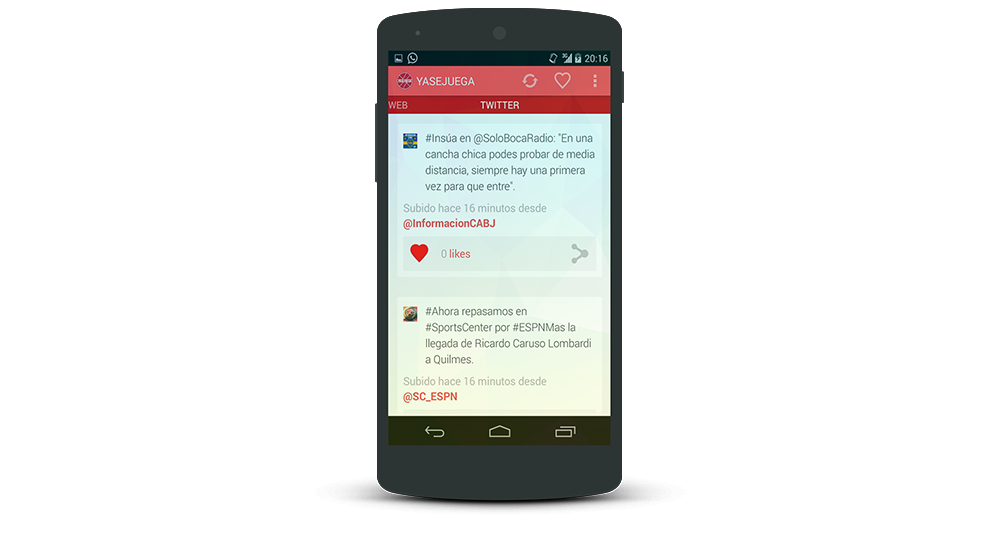 3G 20:16
YASEJUEGA
WEB TWITTER
#Insúa en @SoloBocaRadio: "En una
cancha chica podes probar de media
distancia, siempre hay una primera
vez para que entre".
Subido hace 16 minutos desde
@InformacionCABJ
0 likes
#Ahora repasamos en
#SportsCenter por #ESPNMas la
llegada de Ricardo Caruso Lombardi
a Quilmes.
Subido hace 16 minutos desde
@SC_ESPN